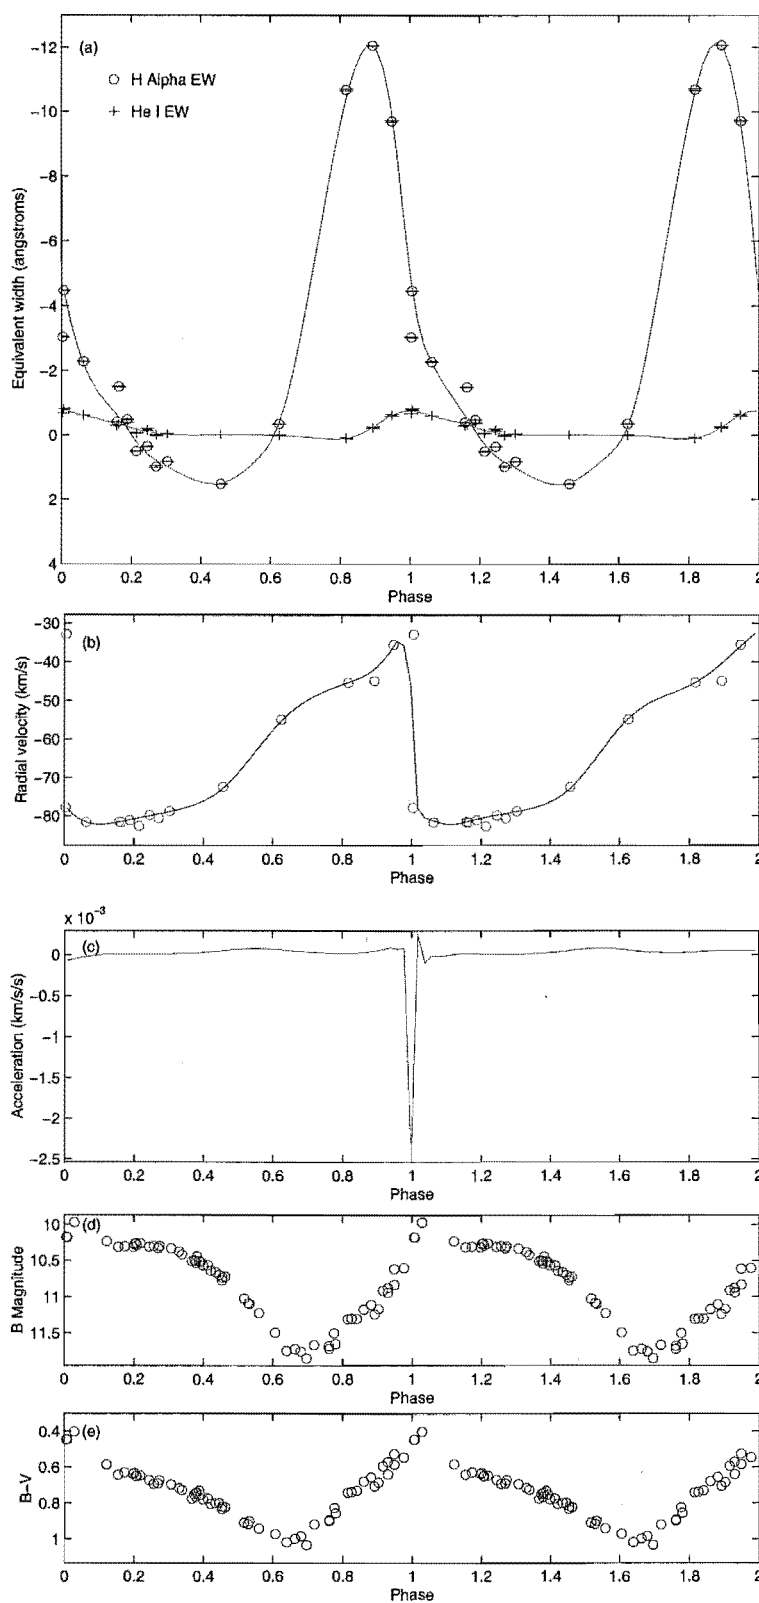 (a)
H Alpha EW
He I EW
-12
-10
-8
-6
-4
-2
0
2
4
Equivalent width (angstroms)
0 0.2 0.4 0.6 0.8 1.0 1.2 1.4 1.6 1.8 2
Phase
(b)
-30
-40
-50
-60
-70
-80
Radial velocity (km/s)
0 0.2 0.4 0.6 0.8 1 1.2 1.4 1.6 1.8 2
Phase
x 10⁻³
(c)
0
-0.5
-1
-1.5
-2
-2.5
Acceleration (km/s/s)
0 0.2 0.4 0.6 0.8 1 1.2 1.4 1.6 1.8 2
Phase
(d)
10
10.5
11
11.5
B Magnitude
0 0.2 0.4 0.6 0.8 1 1.2 1.4 1.6 1.8 2
Phase
(e)
0.4
0.6
0.8
1
B-V
0 0.2 0.4 0.6 0.8 1 1.2 1.4 1.6 1.8 2
Phase